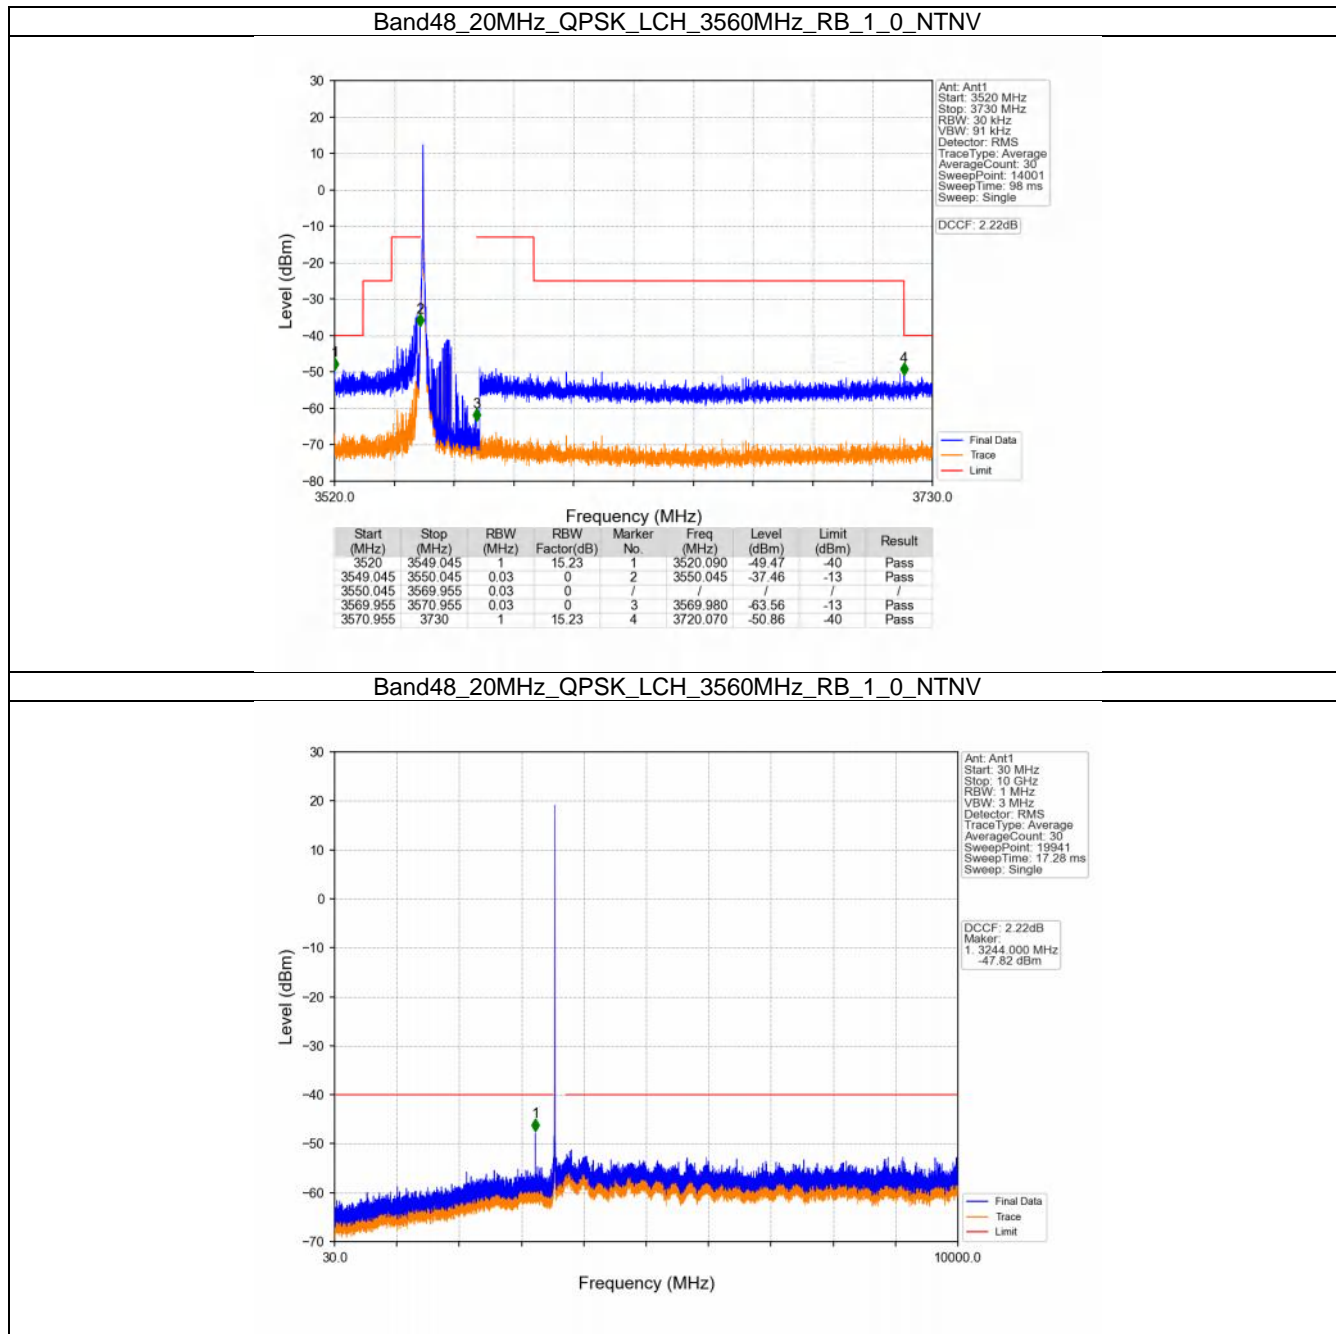 Band48_20MHz_QPSK_LCH_3560MHz_RB_1_0_NTNV
30
20
10
0
−10
−20
−30
−40
−50
−60
−70
−80
Level (dBm)
1
2
3
4
3520.0
3730.0
Frequency (MHz)
Ant: Ant1
Start: 3520 MHz
Stop: 3730 MHz
RBW: 30 kHz
VBW: 91 kHz
Detector: RMS
TraceType: Average
AverageCount: 30
SweepPoint: 14001
SweepTime: 98 ms
Sweep: Single
DCCF: 2.22dB
Final Data
Trace
Limit
Start (MHz) Stop (MHz) RBW (MHz) RBW Factor(dB) Marker No. Freq (MHz) Level (dBm) Limit (dBm) Result
3520 3549.045 1 15.23 1 3520.090 -49.47 -40 Pass
3549.045 3550.045 0.03 0 2 3550.045 -37.46 -13 Pass
3550.045 3569.955 0.03 0 / / / / /
3569.955 3570.955 0.03 0 3 3569.980 -63.56 -13 Pass
3570.955 3730 1 15.23 4 3720.070 -50.86 -40 Pass
Band48_20MHz_QPSK_LCH_3560MHz_RB_1_0_NTNV
30
20
10
0
−10
−20
−30
−40
−50
−60
−70
Level (dBm)
1
30.0
10000.0
Frequency (MHz)
Ant: Ant1
Start: 30 MHz
Stop: 10 GHz
RBW: 1 MHz
VBW: 3 MHz
Detector: RMS
TraceType: Average
AverageCount: 30
SweepPoint: 19941
SweepTime: 17.28 ms
Sweep: Single
DCCF: 2.22dB
Maker:
1. 3244.000 MHz
-47.82 dBm
Final Data
Trace
Limit